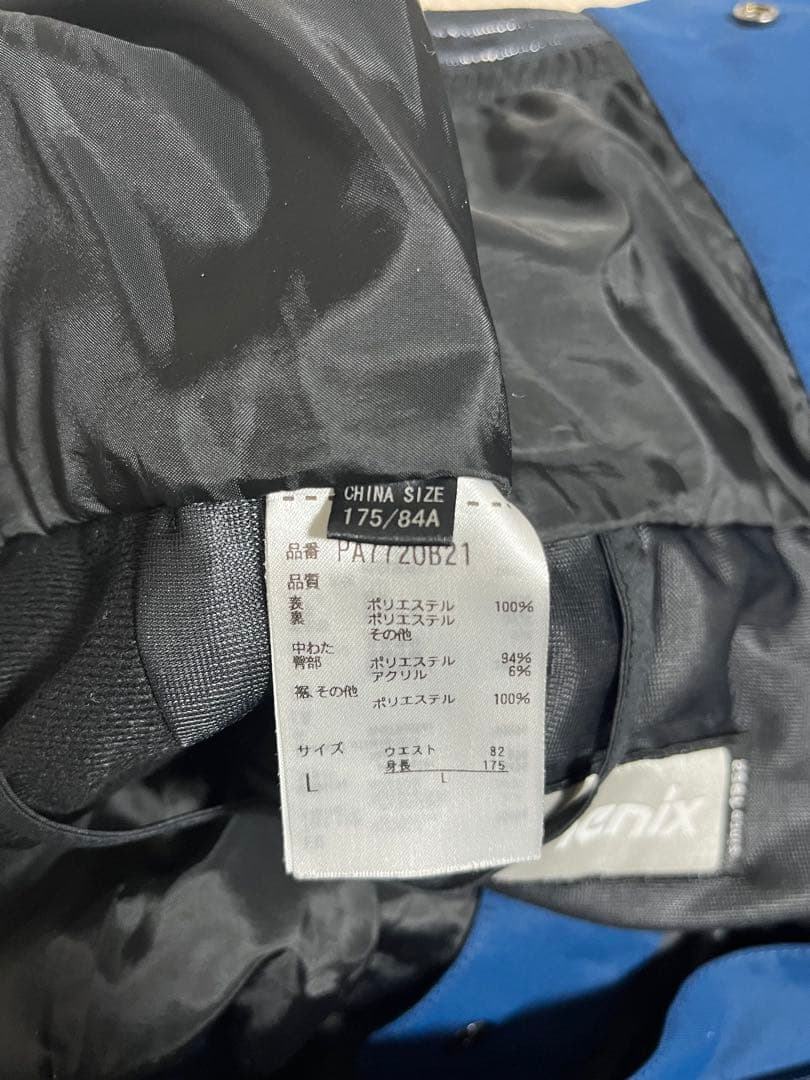 CHINA SIZE
175/84A
品番 PA7720B21
品質
表 ポリエステル 100%
裏 ポリエステル
その他
中わた
臀部 ポリエステル 94%
アクリル 6%
裾、その他 ポリエステル 100%
サイズ ウエスト 82
身長 175
L L
enix